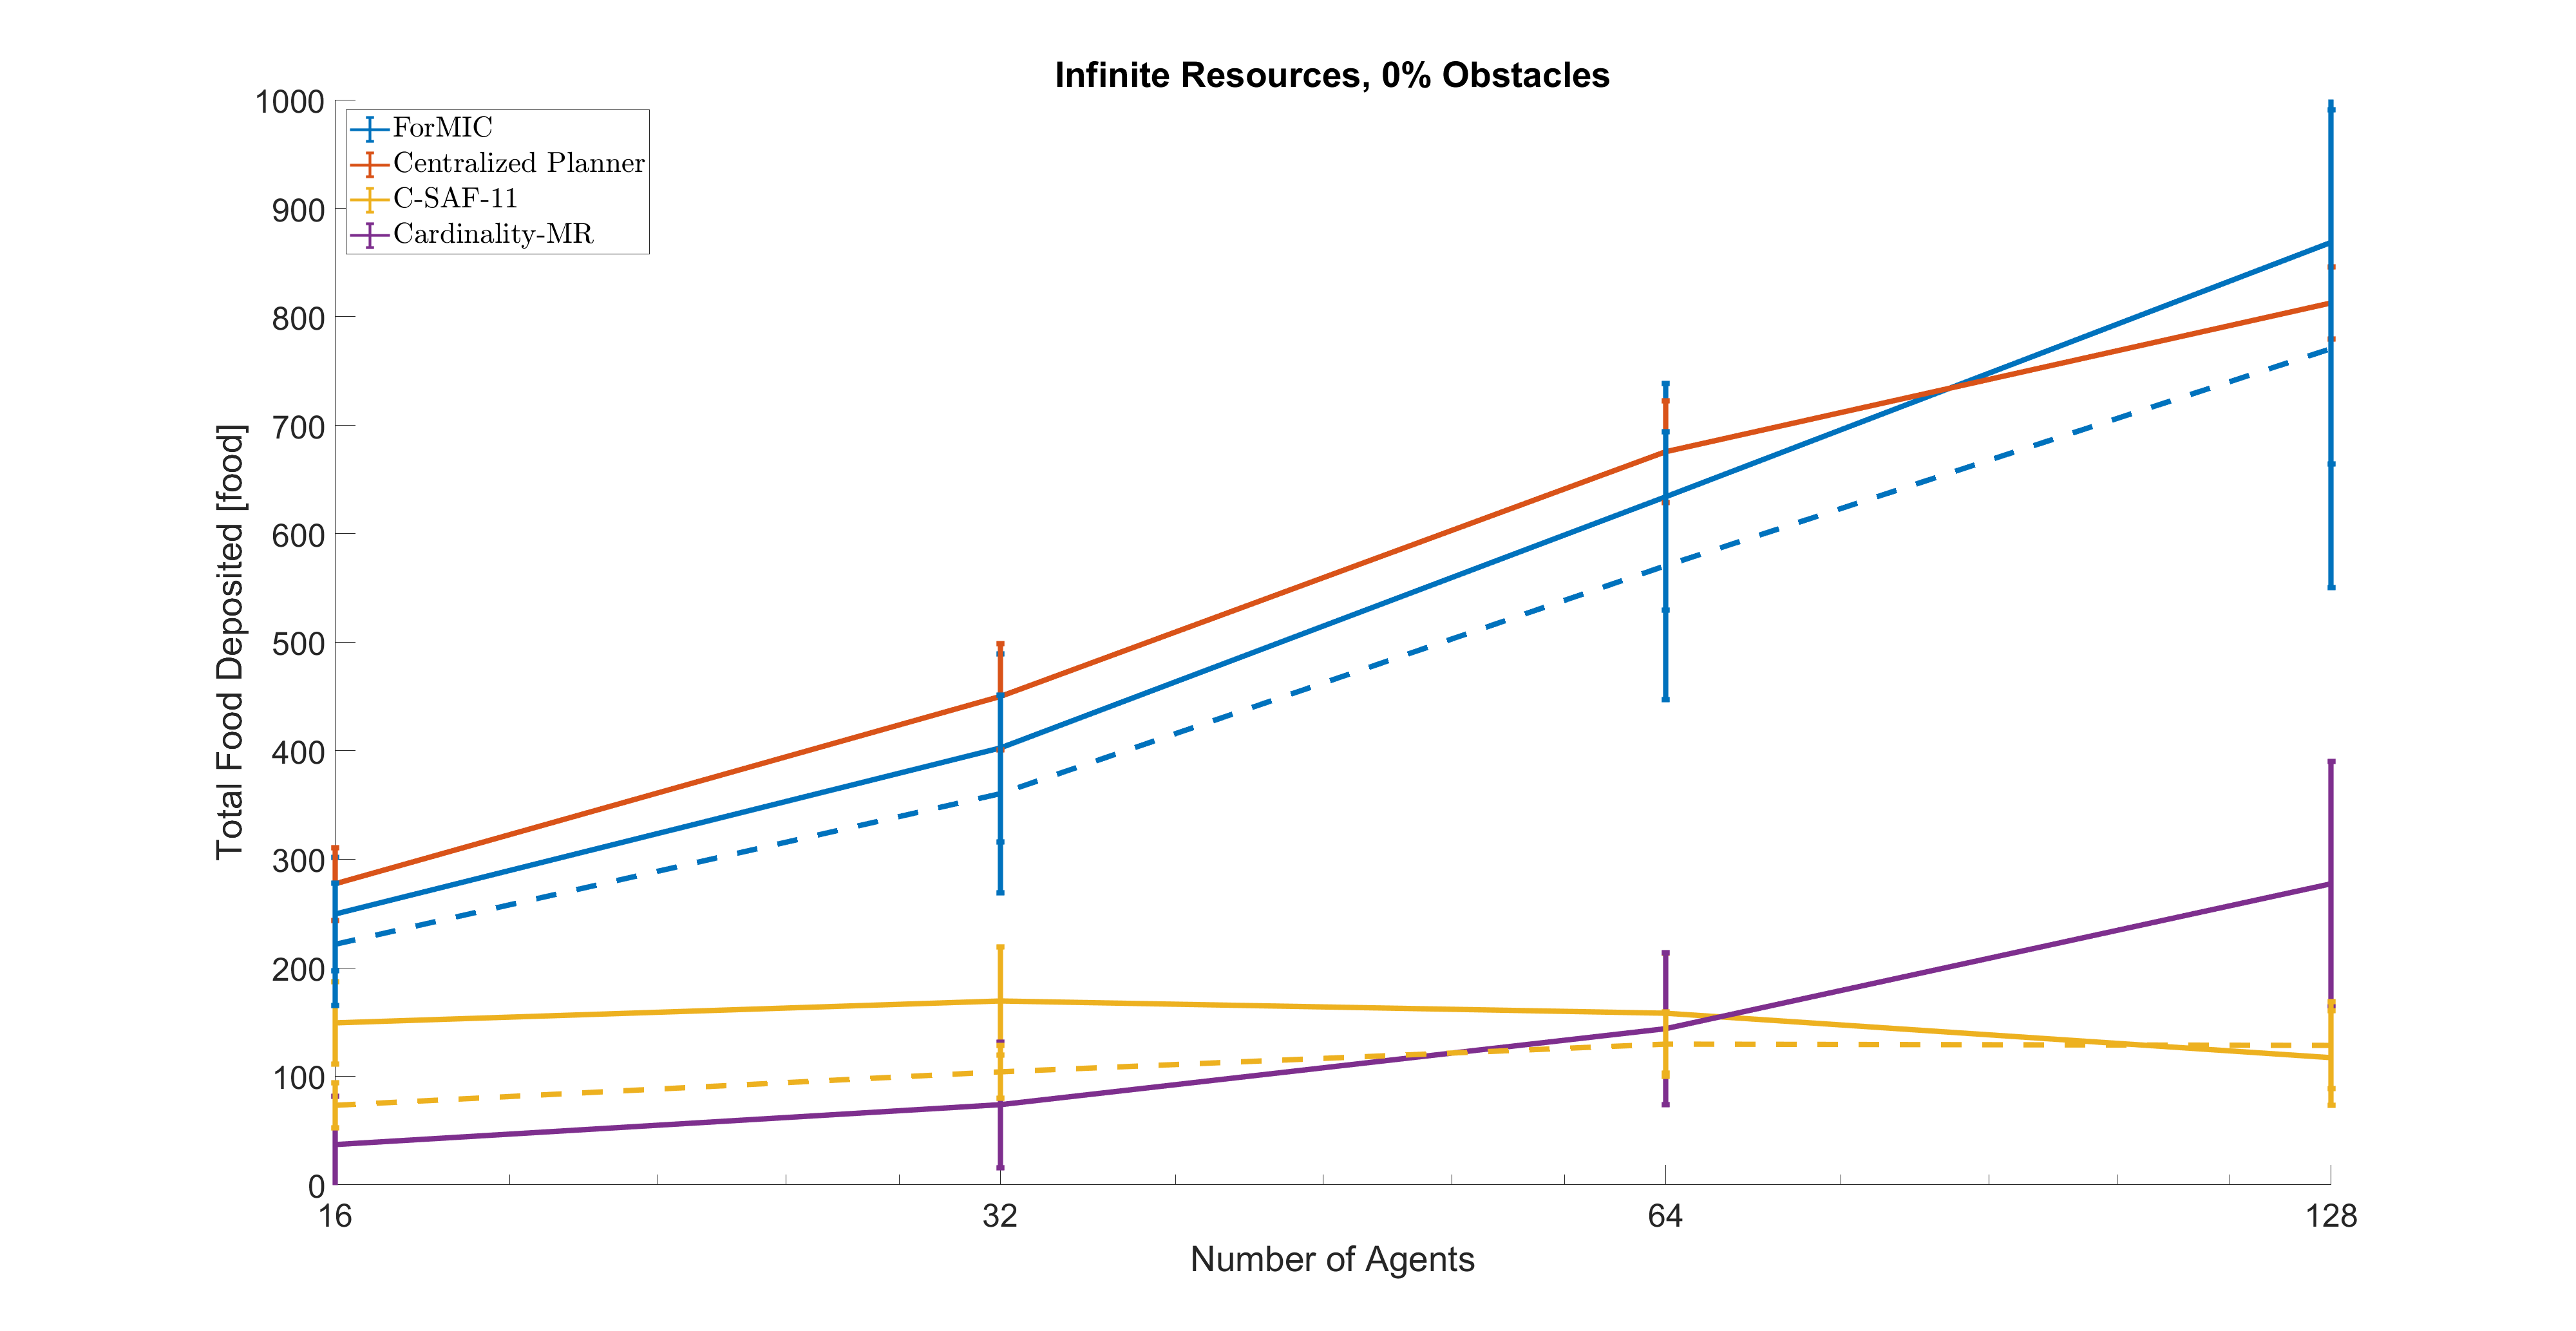 Infinite Resources, 0% Obstacles
1000
900
800
700
600
500
400
300
200
100
0
Total Food Deposited [food]
ForMIC
Centralized Planner
C-SAF-11
Cardinality-MR
16
32
64
128
Number of Agents